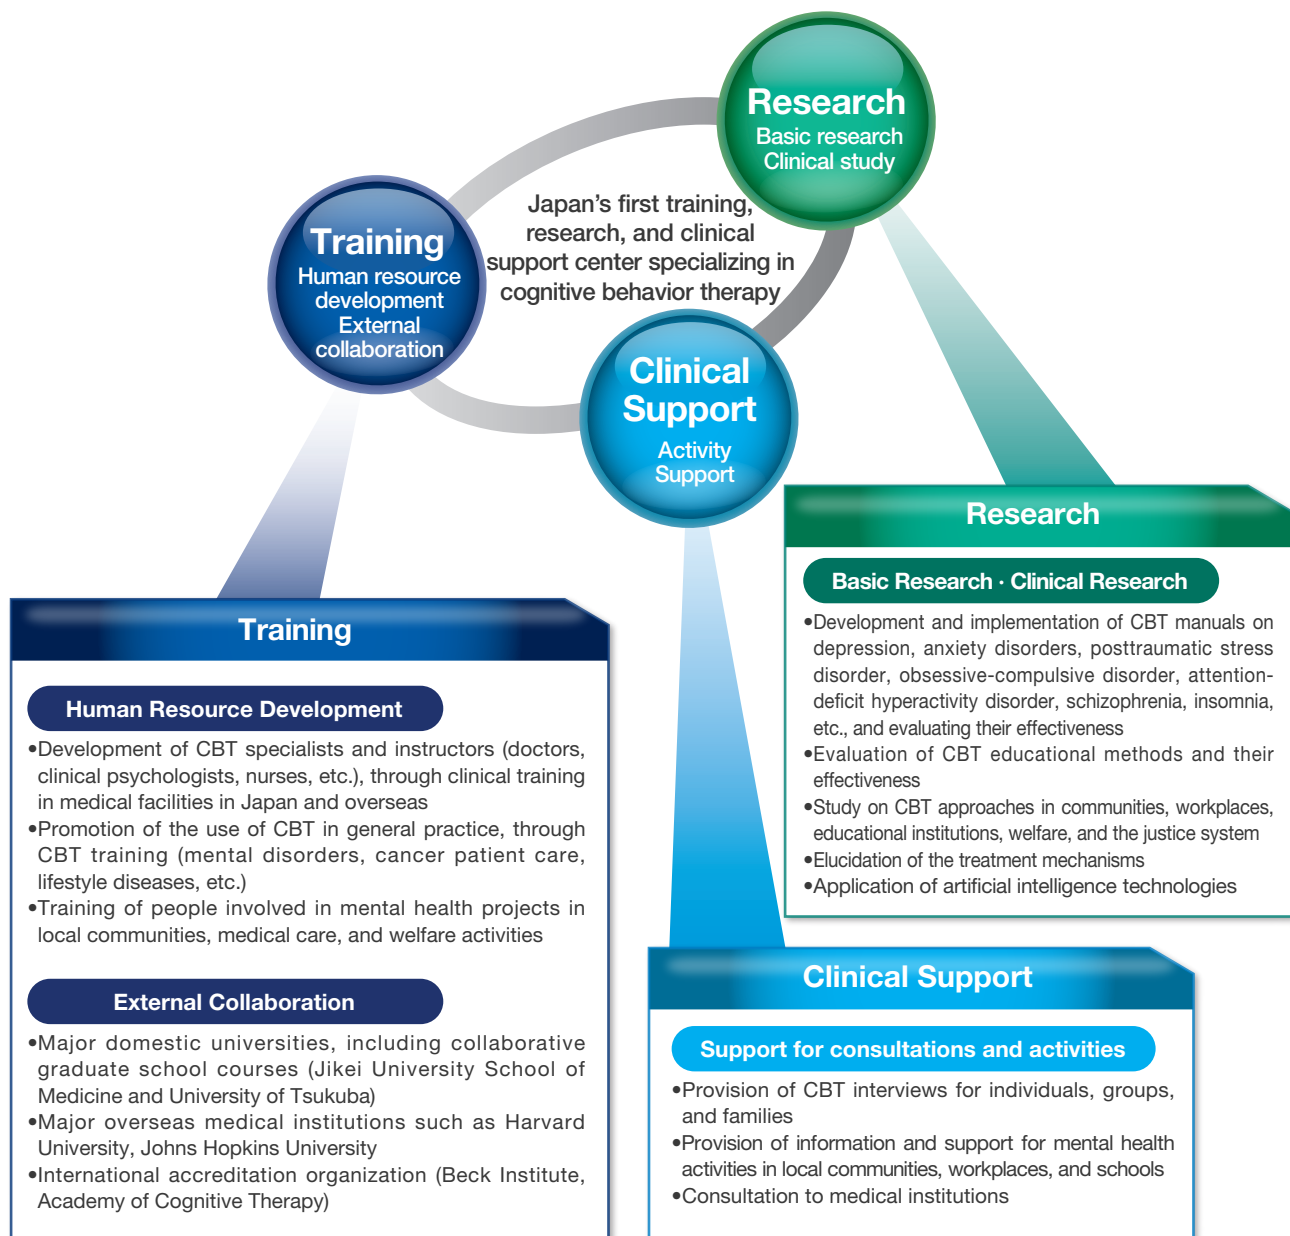 Research
Basic research
Clinical study
Japan’s first training,
research, and clinical
support center specializing in
cognitive behavior therapy
Training
Human resource
development
External
collaboration
Clinical
Support
Activity
Support
Training
Human Resource Development
•Development of CBT specialists and instructors (doctors,
clinical psychologists, nurses, etc.), through clinical training
in medical facilities in Japan and overseas
•Promotion of the use of CBT in general practice, through
CBT training (mental disorders, cancer patient care,
lifestyle diseases, etc.)
•Training of people involved in mental health projects in
local communities, medical care, and welfare activities
External Collaboration
•Major domestic universities, including collaborative
graduate school courses (Jikei University School of
Medicine and University of Tsukuba)
•Major overseas medical institutions such as Harvard
University, Johns Hopkins University
•International accreditation organization (Beck Institute,
Academy of Cognitive Therapy)
Research
Basic Research · Clinical Research
•Development and implementation of CBT manuals on
depression, anxiety disorders, posttraumatic stress
disorder, obsessive-compulsive disorder, attention-
deficit hyperactivity disorder, schizophrenia, insomnia,
etc., and evaluating their effectiveness
•Evaluation of CBT educational methods and their
effectiveness
•Study on CBT approaches in communities, workplaces,
educational institutions, welfare, and the justice system
•Elucidation of the treatment mechanisms
•Application of artificial intelligence technologies
Clinical Support
Support for consultations and activities
•Provision of CBT interviews for individuals, groups,
and families
•Provision of information and support for mental health
activities in local communities, workplaces, and schools
•Consultation to medical institutions